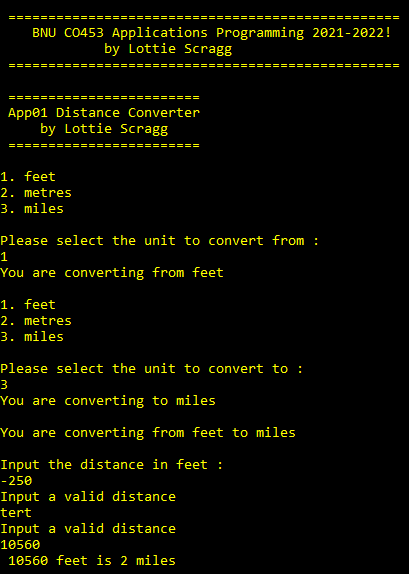 =================================================
BNU CO453 Applications Programming 2021-2022!
by Lottie Scragg
=================================================
========================
App01 Distance Converter
by Lottie Scragg
========================
1. feet
2. metres
3. miles
Please select the unit to convert from :
1
You are converting from feet
1. feet
2. metres
3. miles
Please select the unit to convert to :
3
You are converting to miles
You are converting from feet to miles
Input the distance in feet :
-250
Input a valid distance
tert
Input a valid distance
10560
10560 feet is 2 miles